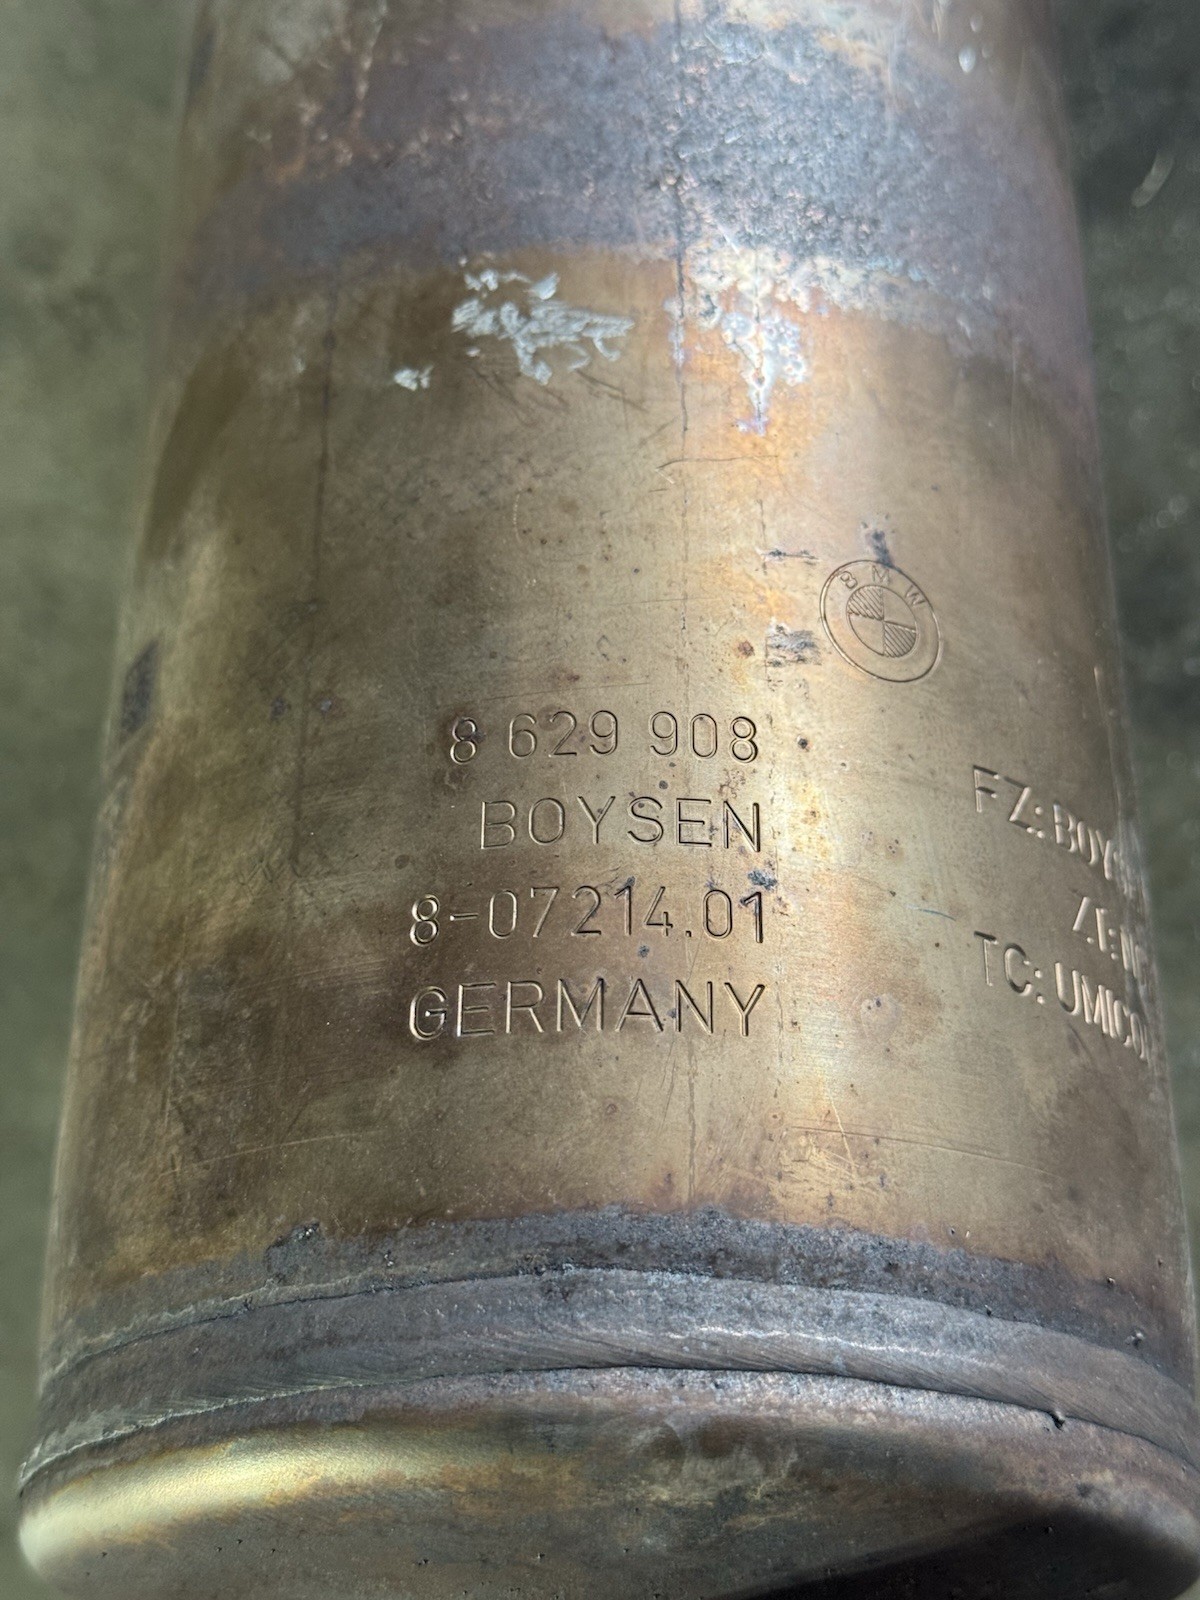 BMW
8 629 908
BOYSEN
8-07214.01
GERMANY
FZ:
TC: